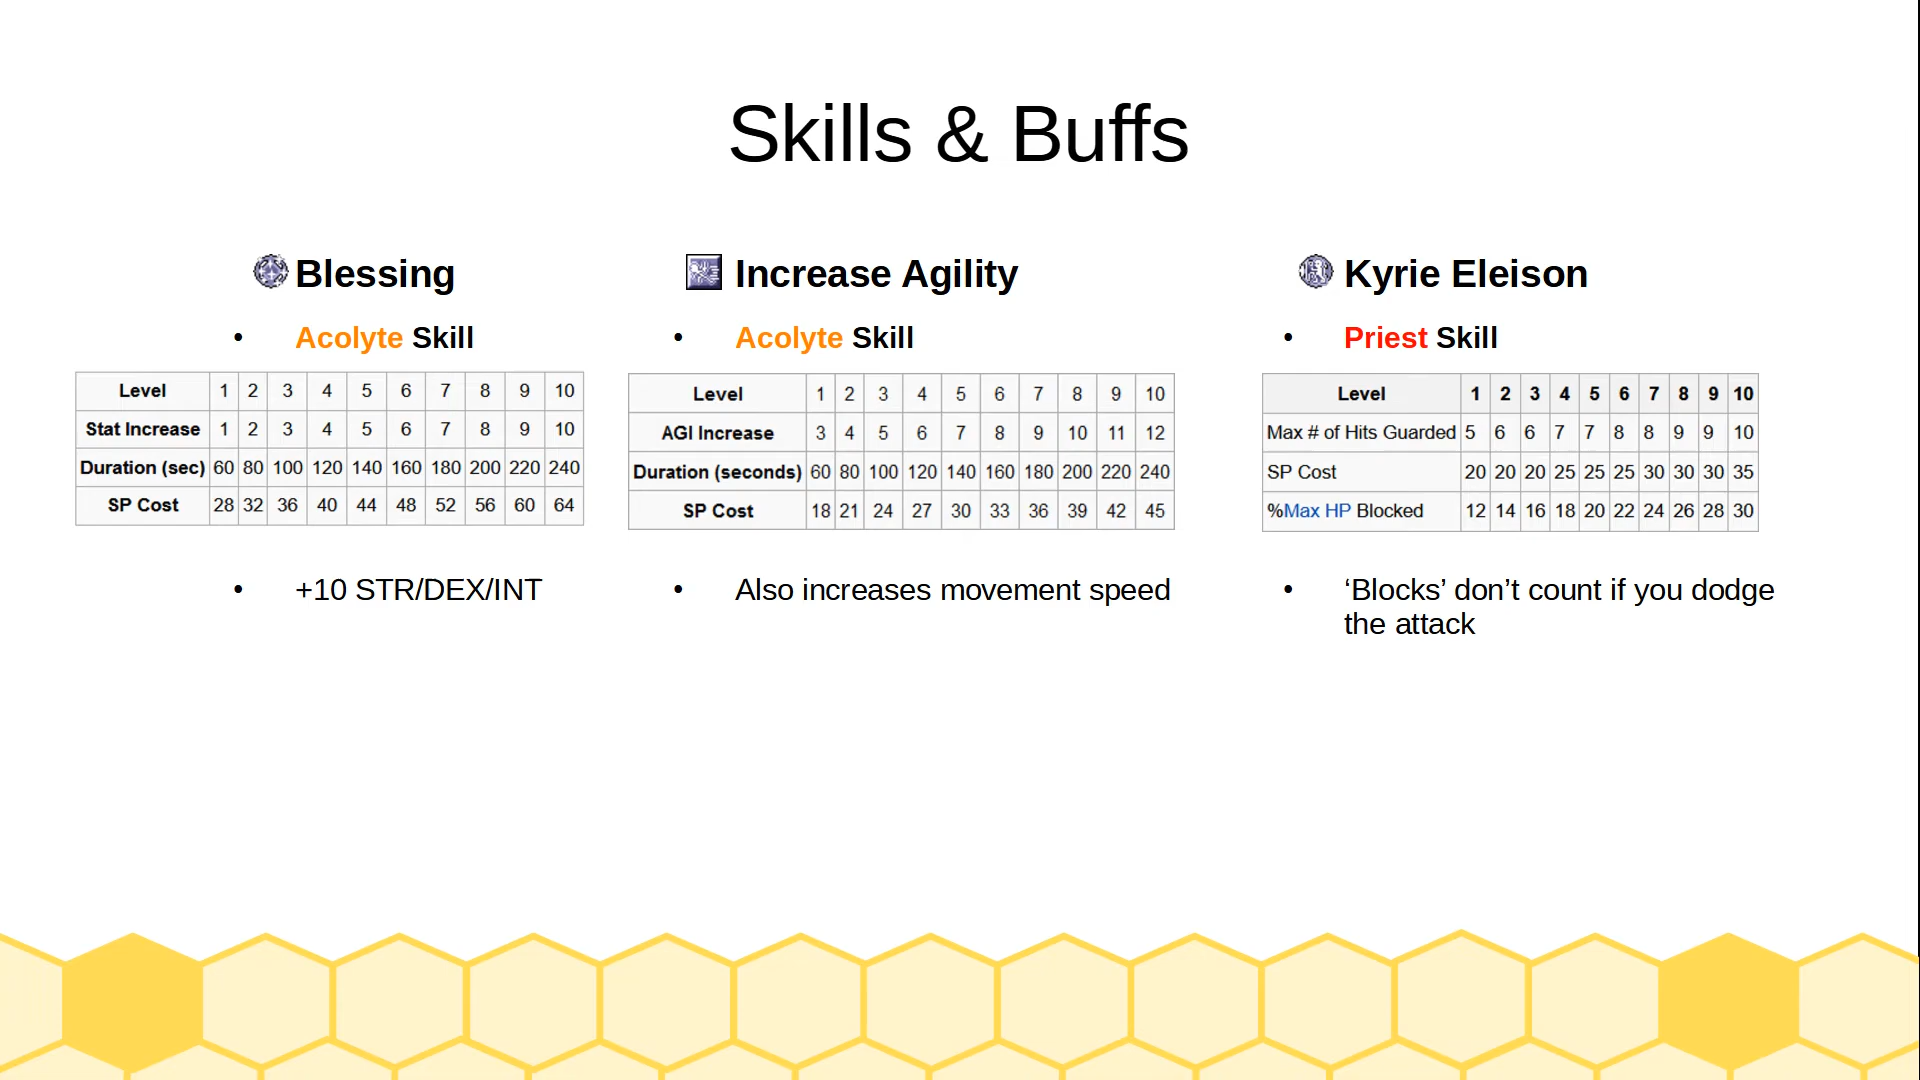 Skills & Buffs
Blessing
• Acolyte Skill
Level 1 2 3 4 5 6 7 8 9 10
Stat Increase 1 2 3 4 5 6 7 8 9 10
Duration (sec) 60 80 100 120 140 160 180 200 220 240
SP Cost 28 32 36 40 44 48 52 56 60 64
• +10 STR/DEX/INT
Increase Agility
• Acolyte Skill
Level 1 2 3 4 5 6 7 8 9 10
AGI Increase 3 4 5 6 7 8 9 10 11 12
Duration (seconds) 60 80 100 120 140 160 180 200 220 240
SP Cost 18 21 24 27 30 33 36 39 42 45
• Also increases movement speed
Kyrie Eleison
• Priest Skill
Level 1 2 3 4 5 6 7 8 9 10
Max # of Hits Guarded 5 6 6 7 7 8 8 9 9 10
SP Cost 20 20 20 25 25 25 30 30 30 35
%Max HP Blocked 12 14 16 18 20 22 24 26 28 30
• ‘Blocks’ don’t count if you dodge
the attack